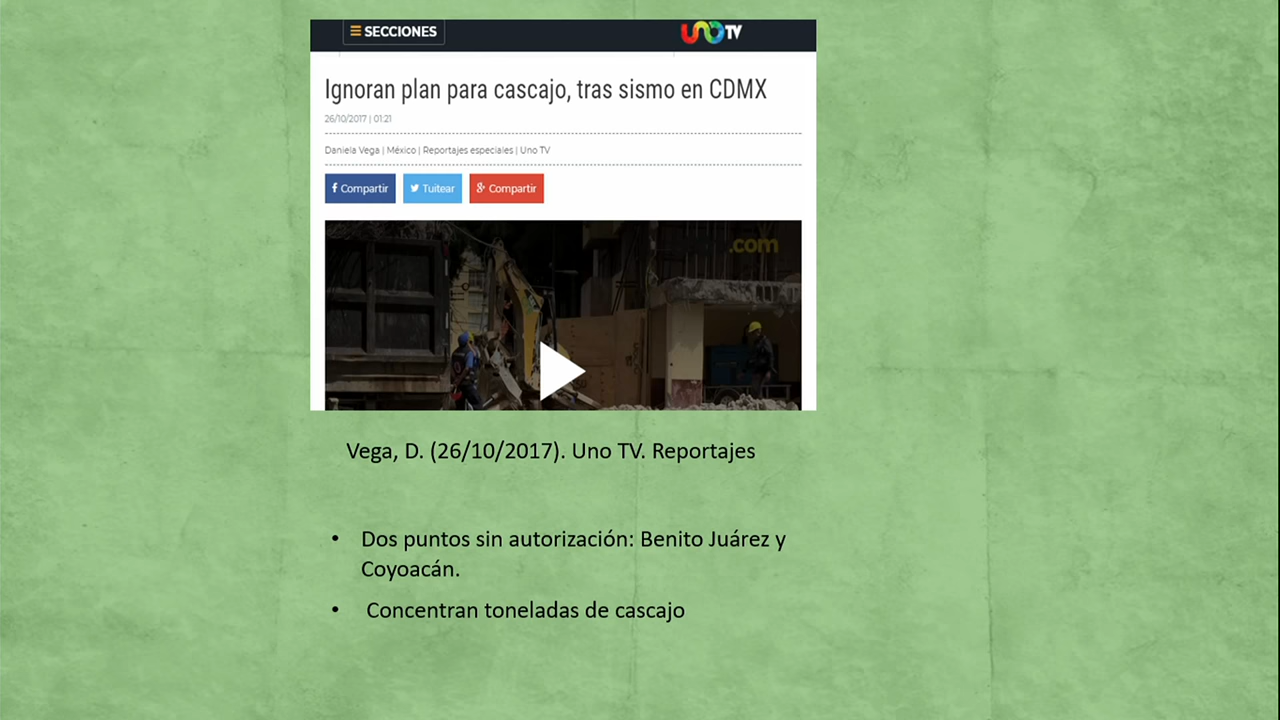 SECCIONES
UNO TV
Ignoran plan para cascajo, tras sismo en CDMX
26/10/2017 | 01:21
Daniela Vega | México | Reportajes especiales | Uno TV
Compartir Tuitear Compartir
.com
Vega, D. (26/10/2017). Uno TV. Reportajes
• Dos puntos sin autorización: Benito Juárez y
Coyoacán.
• Concentran toneladas de cascajo